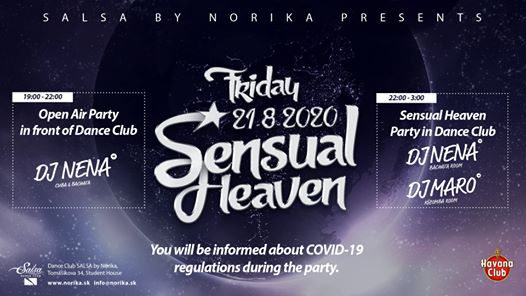 SALSA BY NORIKA PRESENTS
Friday
21.8.2020
Sensual
Heaven
19:00 - 22:00
Open Air Party
in front of Dance Club
DJ NENA
CUBA & BACHATA
22:00 - 3:00
Sensual Heaven
Party in Dance Club
DJ NENA
BACHATA ROOM
DJ MARO
KIZOMBA ROOM
You will be informed about COVID-19
regulations during the party.
Salsa
Dance Club SALSA by Norika,
Tomášikova 34, Student House
www.norika.sk info@norika.sk
Havana
Club